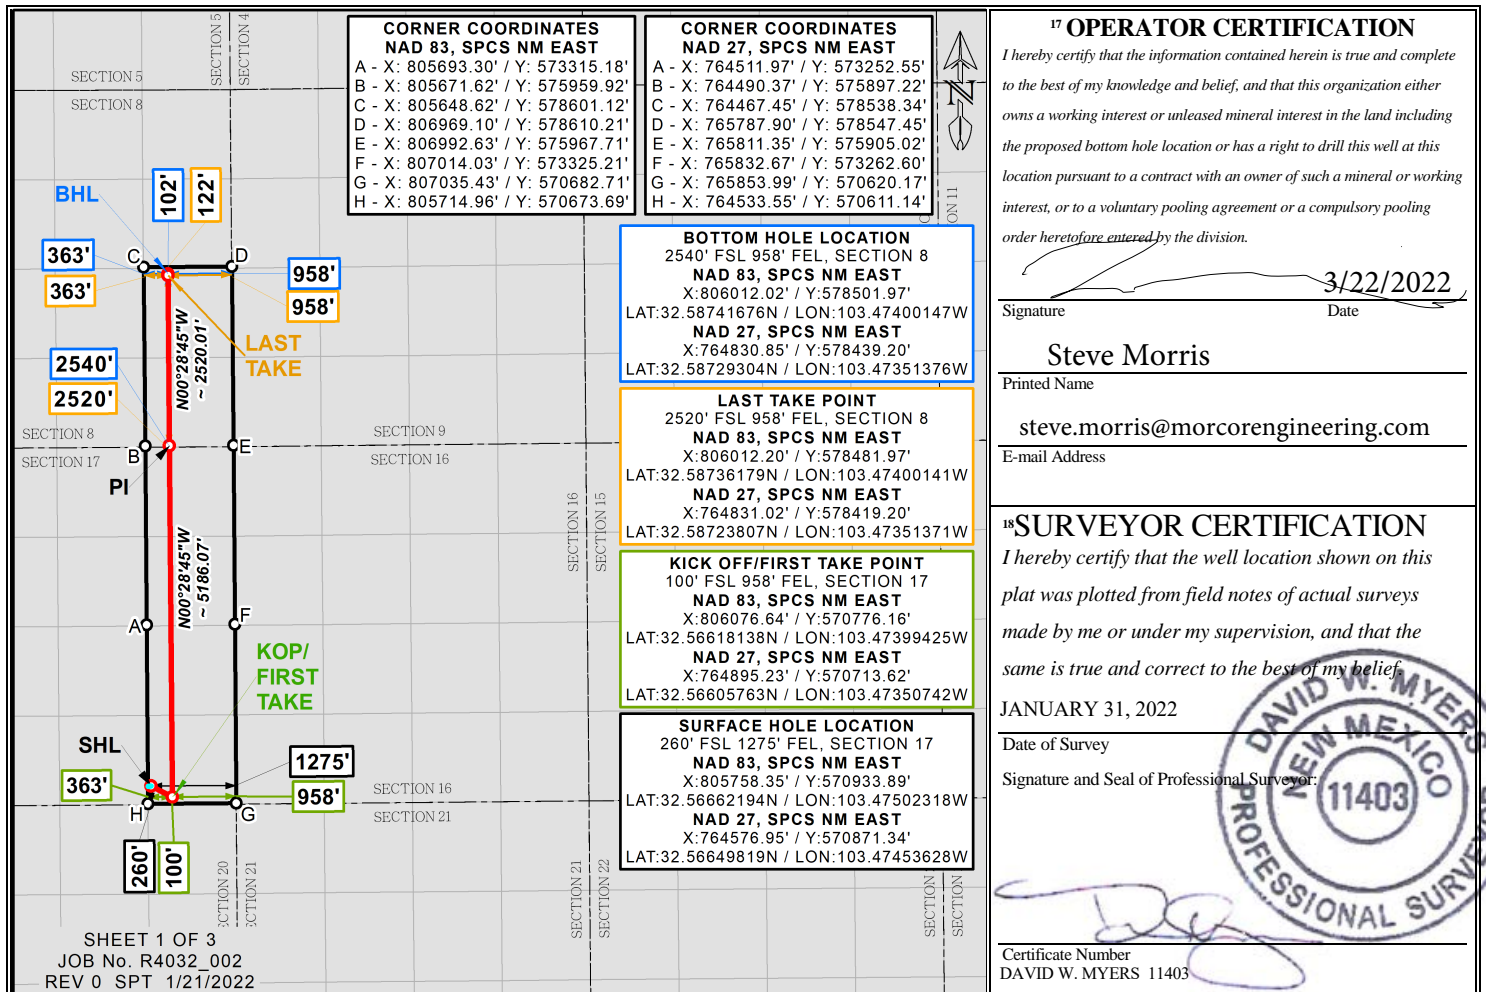 SECTION 5
SECTION 4
SECTION 5
SECTION 8
CORNER COORDINATES
NAD 83, SPCS NM EAST
A - X: 805693.30' / Y: 573315.18'
B - X: 805671.62' / Y: 575959.92'
C - X: 805648.62' / Y: 578601.12'
D - X: 806969.10' / Y: 578610.21'
E - X: 806992.63' / Y: 575967.71'
F - X: 807014.03' / Y: 573325.21'
G - X: 807035.43' / Y: 570682.71'
H - X: 805714.96' / Y: 570673.69'
CORNER COORDINATES
NAD 27, SPCS NM EAST
A - X: 764511.97' / Y: 573252.55'
B - X: 764490.37' / Y: 575897.22'
C - X: 764467.45' / Y: 578538.34'
D - X: 765787.90' / Y: 578547.45'
E - X: 765811.35' / Y: 575905.02'
F - X: 765832.67' / Y: 573262.60'
G - X: 765853.99' / Y: 570620.17'
H - X: 764533.55' / Y: 570611.14'
N
ON 11
BHL
102'
122'
363'
363'
C
D
958'
958'
LAST
TAKE
N00°28'45"W
~ 2520.01'
2540'
2520'
SECTION 8
SECTION 17
B
E
SECTION 9
SECTION 16
PI
SECTION 16
SECTION 15
N00°28'45"W
~ 5186.07'
A
F
KOP/
FIRST
TAKE
SHL
1275'
363'
958'
H
G
SECTION 16
SECTION 21
260'
100'
SECTION 20
ECTION 21
SECTION 21
SECTION 22
SECTION
SECTION
BOTTOM HOLE LOCATION
2540' FSL 958' FEL, SECTION 8
NAD 83, SPCS NM EAST
X:806012.02' / Y:578501.97'
LAT:32.58741676N / LON:103.47400147W
NAD 27, SPCS NM EAST
X:764830.85' / Y:578439.20'
LAT:32.58729304N / LON:103.47351376W
LAST TAKE POINT
2520' FSL 958' FEL, SECTION 8
NAD 83, SPCS NM EAST
X:806012.20' / Y:578481.97'
LAT:32.58736179N / LON:103.47400141W
NAD 27, SPCS NM EAST
X:764831.02' / Y:578419.20'
LAT:32.58723807N / LON:103.47351371W
KICK OFF/FIRST TAKE POINT
100' FSL 958' FEL, SECTION 17
NAD 83, SPCS NM EAST
X:806076.64' / Y:570776.16'
LAT:32.56618138N / LON:103.47399425W
NAD 27, SPCS NM EAST
X:764895.23' / Y:570713.62'
LAT:32.56605763N / LON:103.47350742W
SURFACE HOLE LOCATION
260' FSL 1275' FEL, SECTION 17
NAD 83, SPCS NM EAST
X:805758.35' / Y:570933.89'
LAT:32.56662194N / LON:103.47502318W
NAD 27, SPCS NM EAST
X:764576.95' / Y:570871.34'
LAT:32.56649819N / LON:103.47453628W
SHEET 1 OF 3
JOB No. R4032_002
REV 0 SPT 1/21/2022
17 OPERATOR CERTIFICATION
I hereby certify that the information contained herein is true and complete
to the best of my knowledge and belief, and that this organization either
owns a working interest or unleased mineral interest in the land including
the proposed bottom hole location or has a right to drill this well at this
location pursuant to a contract with an owner of such a mineral or working
interest, or to a voluntary pooling agreement or a compulsory pooling
order heretofore entered by the division.
3/22/2022
Signature Date
Steve Morris
Printed Name
steve.morris@morcorengineering.com
E-mail Address
18SURVEYOR CERTIFICATION
I hereby certify that the well location shown on this
plat was plotted from field notes of actual surveys
made by me or under my supervision, and that the
same is true and correct to the best of my belief.
JANUARY 31, 2022
Date of Survey
Signature and Seal of Professional Surveyor:
DAVID W. MYERS
NEW MEXICO
11403
PROFESSIONAL SURVEYOR
Certificate Number
DAVID W. MYERS 11403